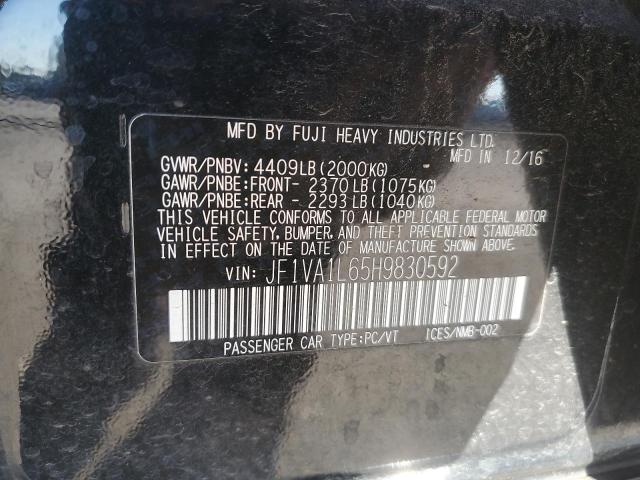 MFD BY FUJI HEAVY INDUSTRIES LTD.
MFD IN 12/16
GVWR/PNBV: 4409LB(2000KG)
GAWR/PNBE:FRONT- 2370LB(1075KG)
GAWR/PNBE:REAR - 2293LB(1040KG)
THIS VEHICLE CONFORMS TO ALL APPLICABLE FEDERAL MOTOR
VEHICLE SAFETY, BUMPER, AND THEFT PREVENTION STANDARDS
IN EFFECT ON THE DATE OF MANUFACTURE SHOWN ABOVE.
VIN: JF1VA1L65H9830592
PASSENGER CAR TYPE:PC/VT ICES/NMB-002